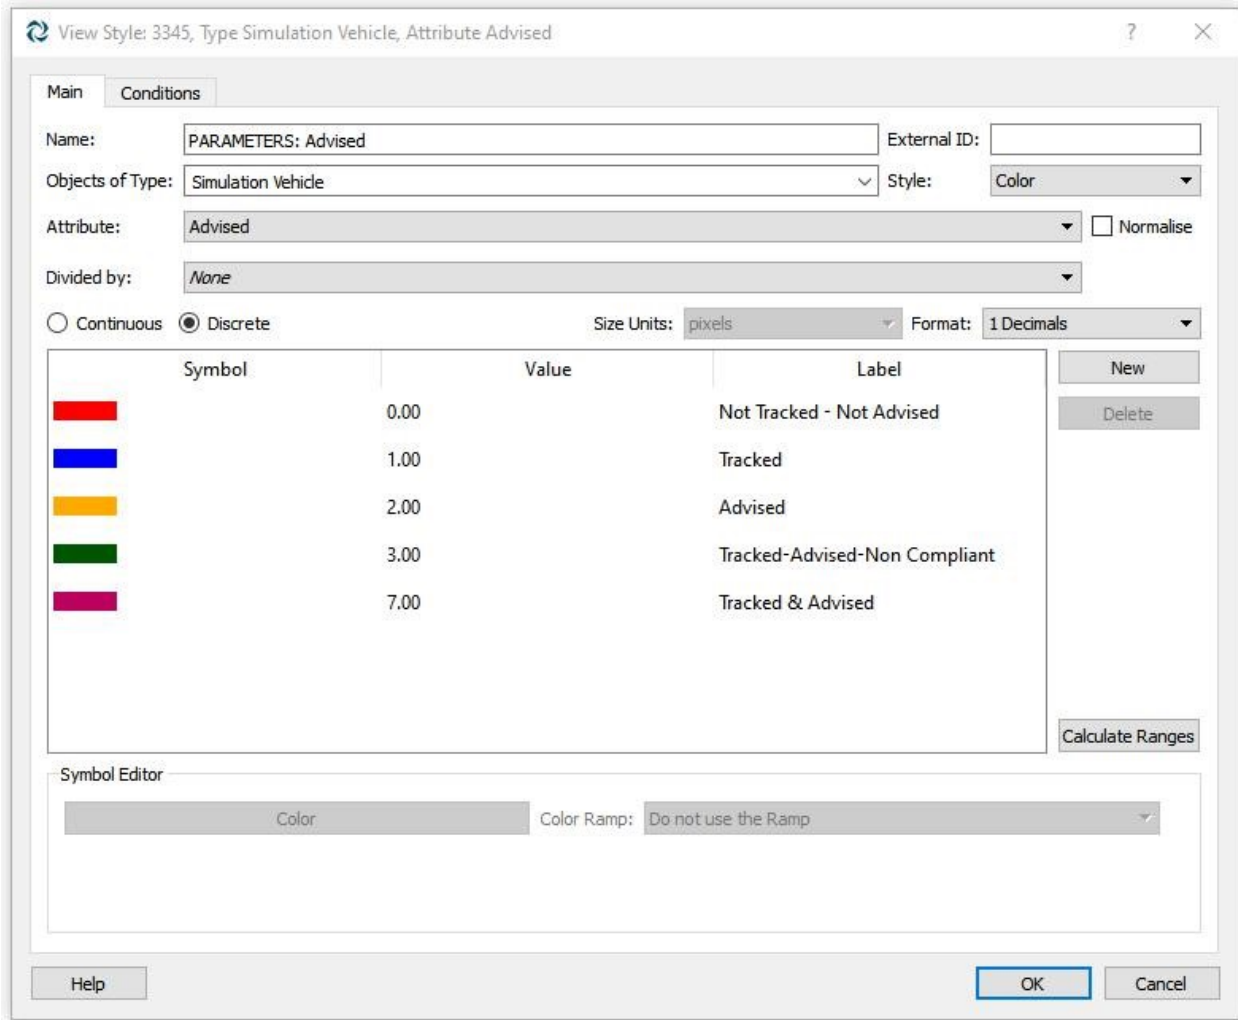 View Style: 3345, Type Simulation Vehicle, Attribute Advised ?
Main Conditions
Name: PARAMETERS: Advised External ID:
Objects of Type: Simulation Vehicle Style: Color
Attribute: Advised Normalise
Divided by: None
Continuous Discrete Size Units: pixels Format: 1 Decimals
Symbol Value Label New
0.00 Not Tracked - Not Advised Delete
1.00 Tracked
2.00 Advised
3.00 Tracked-Advised-Non Compliant
7.00 Tracked & Advised
Calculate Ranges
Symbol Editor
Color Color Ramp: Do not use the Ramp
Help OK Cancel